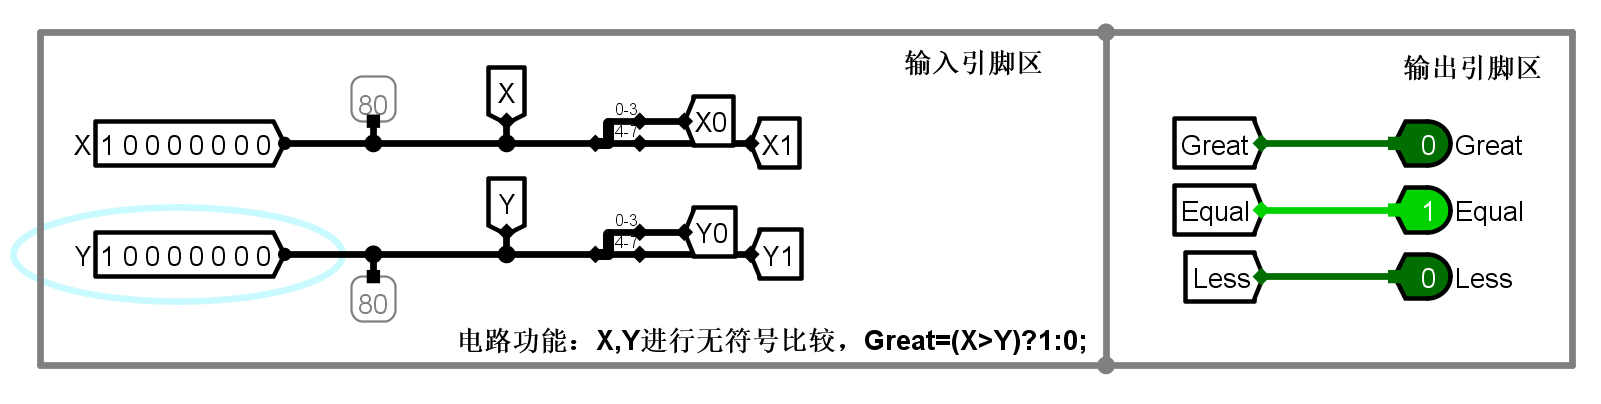 输入引脚区
输出引脚区
80
X
0-3
X0
4-7
X 1 0 0 0 0 0 0 0
X1
Great
0 Great
Y
0-3
Y0
4-7
Y 1 0 0 0 0 0 0 0
Y1
Equal
1 Equal
80
Less
0 Less
电路功能：X,Y进行无符号比较，Great=(X>Y)?1:0;